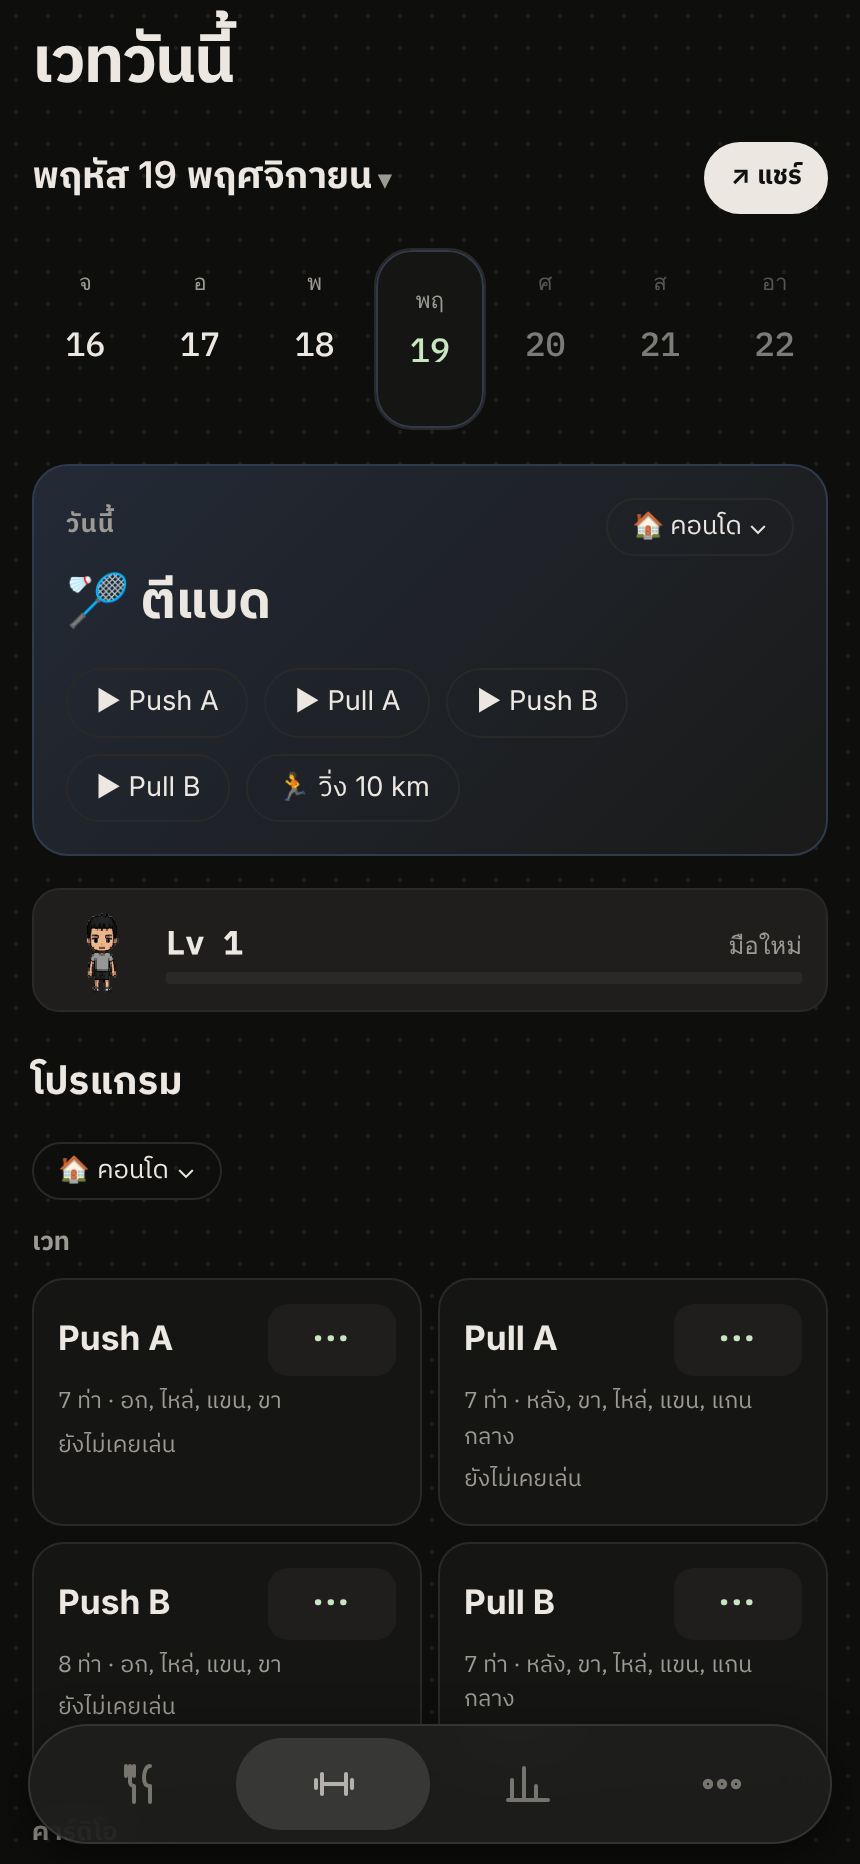 เวทวันนี้
พฤหัส 19 พฤศจิกายน ▾
↗ แชร์
จ อ พ พฤ ศ ส อา
16 17 18 19 20 21 22
วันนี้
🏠 คอนโด
🏸 ตีแบด
▶ Push A ▶ Pull A ▶ Push B
▶ Pull B 🏃 วิ่ง 10 km
Lv 1
มือใหม่
โปรแกรม
🏠 คอนโด
เวท
Push A
7 ท่า · อก, ไหล่, แขน, ขา
ยังไม่เคยเล่น
Pull A
7 ท่า · หลัง, ขา, ไหล่, แขน, แกน
กลาง
ยังไม่เคยเล่น
Push B
8 ท่า · อก, ไหล่, แขน, ขา
ยังไม่เคยเล่น
Pull B
7 ท่า · หลัง, ขา, ไหล่, แขน, แกน
กลาง
คาร์ดิโอ